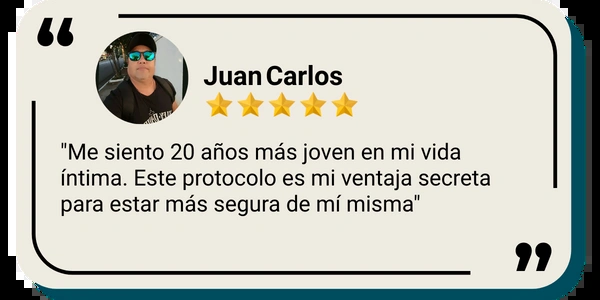 Juan Carlos
"Me siento 20 años más joven en mi vida
íntima. Este protocolo es mi ventaja secreta
para estar más segura de mí misma"